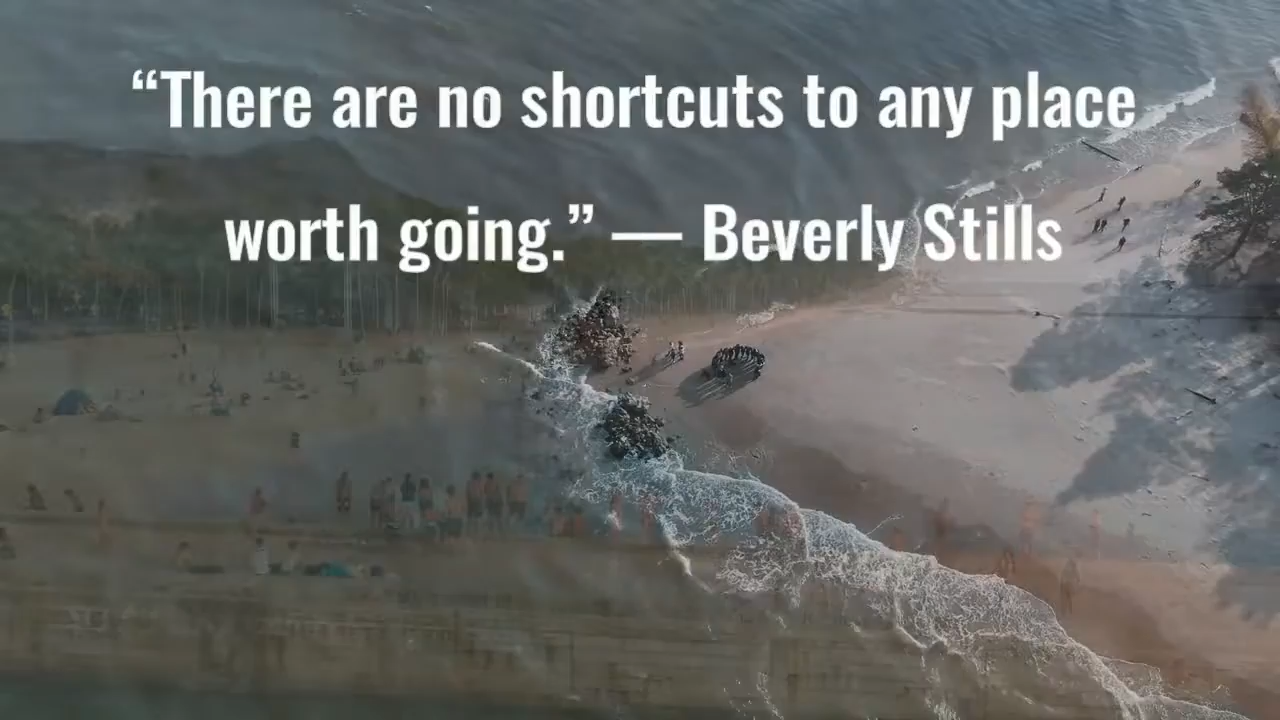 “There are no shortcuts to any place
worth going.” — Beverly Stills